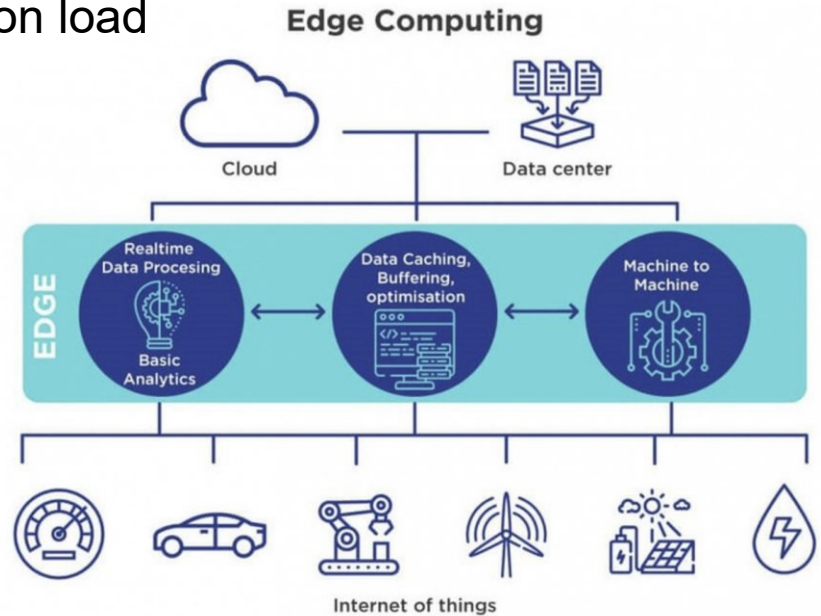 on load
Edge Computing
Cloud
Data center
EDGE
Realtime
Data Procesing
Basic
Analytics
Data Caching,
Buffering,
optimisation
</>
Machine to
Machine
Internet of things